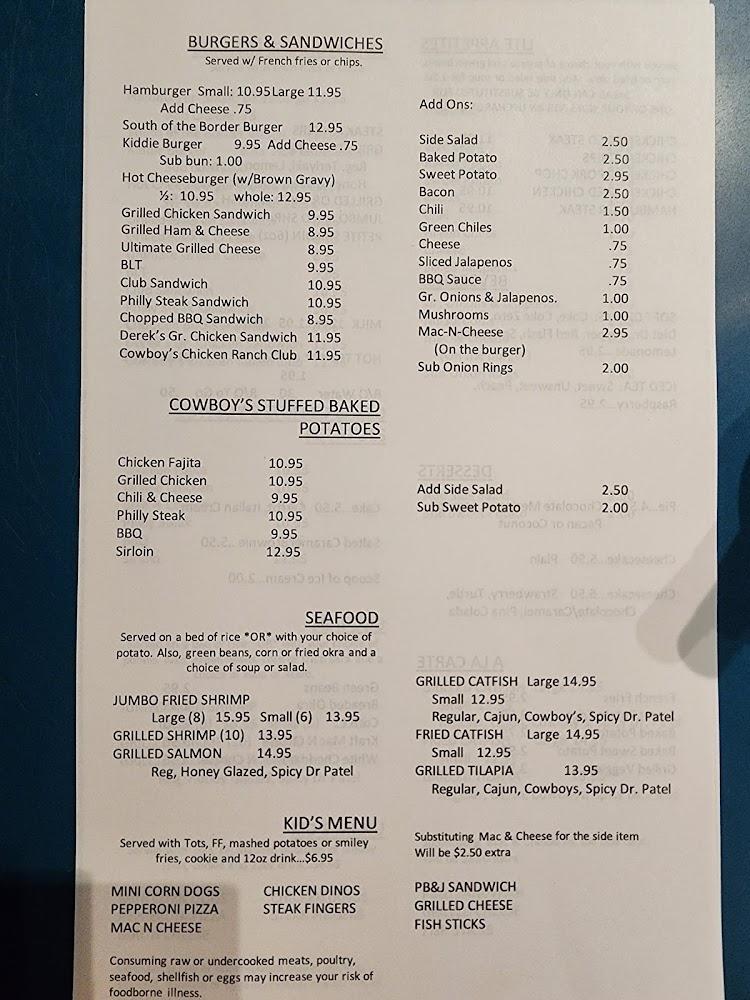 BURGERS & SANDWICHES
Served w/ French fries or chips.
Hamburger Small: 10.95 Large 11.95
Add Cheese .75
South of the Border Burger 12.95
Kiddie Burger 9.95 Add Cheese .75
Sub bun: 1.00
Hot Cheeseburger (w/Brown Gravy)
½: 10.95 whole: 12.95
Grilled Chicken Sandwich 9.95
Grilled Ham & Cheese 8.95
Ultimate Grilled Cheese 8.95
BLT 9.95
Club Sandwich 10.95
Philly Steak Sandwich 10.95
Chopped BBQ Sandwich 8.95
Derek's Gr. Chicken Sandwich 11.95
Cowboy's Chicken Ranch Club 11.95
Add Ons:
Side Salad 2.50
Baked Potato 2.50
Sweet Potato 2.95
Bacon 2.50
Chili 1.50
Green Chiles 1.00
Cheese .75
Sliced Jalapenos .75
BBQ Sauce .75
Gr. Onions & Jalapenos. 1.00
Mushrooms 1.00
Mac-N-Cheese 2.95
(On the burger)
Sub Onion Rings 2.00
COWBOY'S STUFFED BAKED
POTATOES
Chicken Fajita 10.95
Grilled Chicken 10.95
Chili & Cheese 9.95
Philly Steak 10.95
BBQ 9.95
Sirloin 12.95
Add Side Salad 2.50
Sub Sweet Potato 2.00
SEAFOOD
Served on a bed of rice *OR* with your choice of
potato. Also, green beans, corn or fried okra and a
choice of soup or salad.
JUMBO FRIED SHRIMP
Large (8) 15.95 Small (6) 13.95
GRILLED SHRIMP (10) 13.95
GRILLED SALMON 14.95
Reg, Honey Glazed, Spicy Dr Patel
GRILLED CATFISH Large 14.95
Small 12.95
Regular, Cajun, Cowboy's, Spicy Dr. Patel
FRIED CATFISH Large 14.95
Small 12.95
GRILLED TILAPIA 13.95
Regular, Cajun, Cowboys, Spicy Dr. Patel
KID'S MENU
Served with Tots, FF, mashed potatoes or smiley
fries, cookie and 12oz drink...$6.95
MINI CORN DOGS CHICKEN DINOS
PEPPERONI PIZZA STEAK FINGERS
MAC N CHEESE
Substituting Mac & Cheese for the side item
Will be $2.50 extra
PB&J SANDWICH
GRILLED CHEESE
FISH STICKS
Consuming raw or undercooked meats, poultry,
seafood, shellfish or eggs may increase your risk of
foodborne illness.